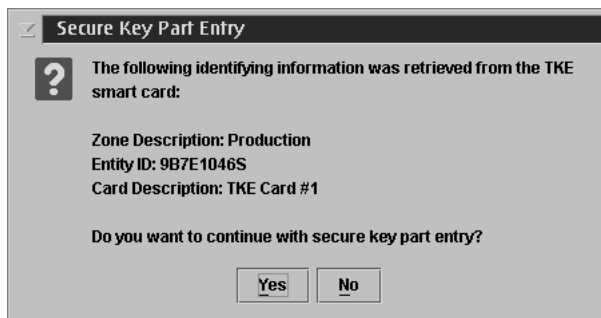 Secure Key Part Entry
The following identifying information was retrieved from the TKE
smart card:
Zone Description: Production
Entity ID: 9B7E1046S
Card Description: TKE Card #1
Do you want to continue with secure key part entry?
Yes No